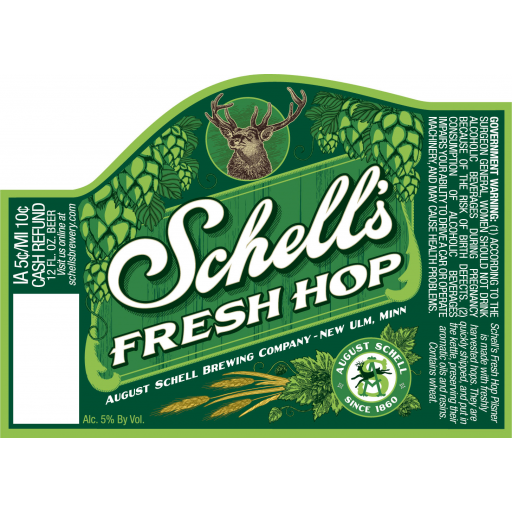 Schell's
FRESH HOP
AUGUST SCHELL BREWING COMPANY - NEW ULM, MINN
AUGUST SCHELL
SINCE 1860
Alc. 5% By Vol.
IA 5¢/MI 10¢
CASH REFUND
12 FL. OZ. BEER
Visit us online at
schellsbrewery.com
GOVERNMENT WARNING: (1) ACCORDING TO THE
SURGEON GENERAL, WOMEN SHOULD NOT DRINK
ALCOHOLIC BEVERAGES DURING PREGNANCY
BECAUSE OF THE RISK OF BIRTH DEFECTS. (2)
CONSUMPTION OF ALCOHOLIC BEVERAGES
IMPAIRS YOUR ABILITY TO DRIVE A CAR OR OPERATE
MACHINERY, AND MAY CAUSE HEALTH PROBLEMS.
Schell's Fresh Hop Pilsner
is made with freshly
harvested hops. They are
quickly shipped, and put in
the kettle, preserving their
aromatic oils and resins.
Contains wheat.